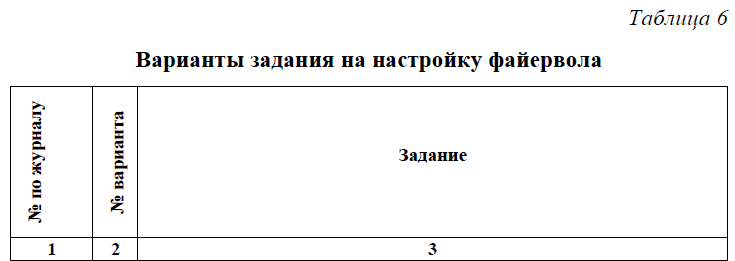 Таблица 6
Варианты задания на настройку файервола
№ по журналу
№ варианта
Задание
1
2
3